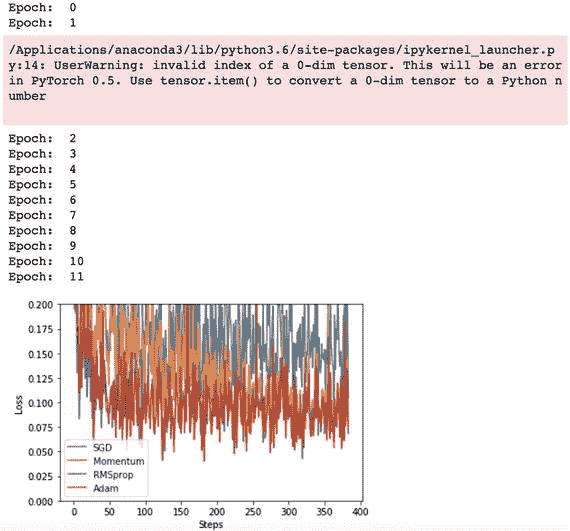 Epoch:  0
Epoch:  1
/Applications/anaconda3/lib/python3.6/site-packages/ipykernel_launcher.p
y:14: UserWarning: invalid index of a 0-dim tensor. This will be an error
in PyTorch 0.5. Use tensor.item() to convert a 0-dim tensor to a Python n
umber
Epoch:  2
Epoch:  3
Epoch:  4
Epoch:  5
Epoch:  6
Epoch:  7
Epoch:  8
Epoch:  9
Epoch:  10
Epoch:  11
0.200
0.175
0.150
0.125
0.100
0.075
0.050
0.025
0.000
Loss
SGD
Momentum
RMSprop
Adam
0 50 100 150 200 250 300 350 400
Steps